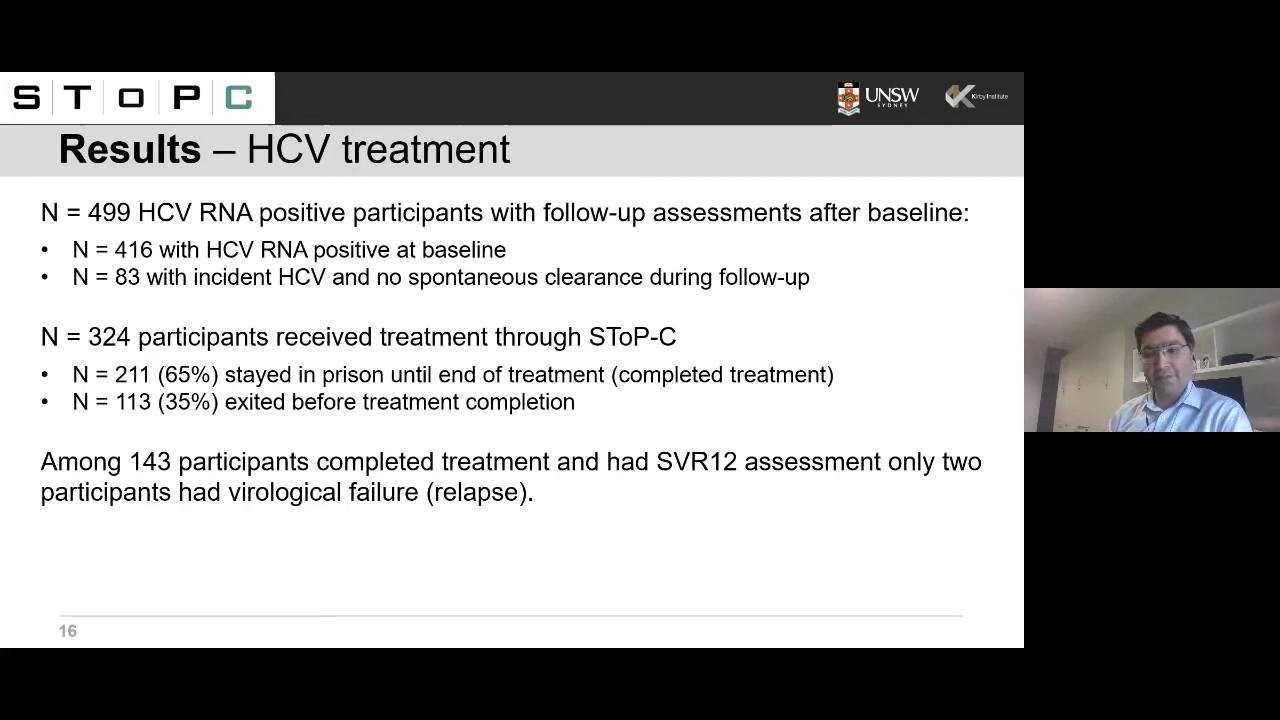 STOPC
UNSW
SYDNEY
Kirby Institute
Results – HCV treatment
N = 499 HCV RNA positive participants with follow-up assessments after baseline:
• N = 416 with HCV RNA positive at baseline
• N = 83 with incident HCV and no spontaneous clearance during follow-up
N = 324 participants received treatment through SToP-C
• N = 211 (65%) stayed in prison until end of treatment (completed treatment)
• N = 113 (35%) exited before treatment completion
Among 143 participants completed treatment and had SVR12 assessment only two
participants had virological failure (relapse).
16